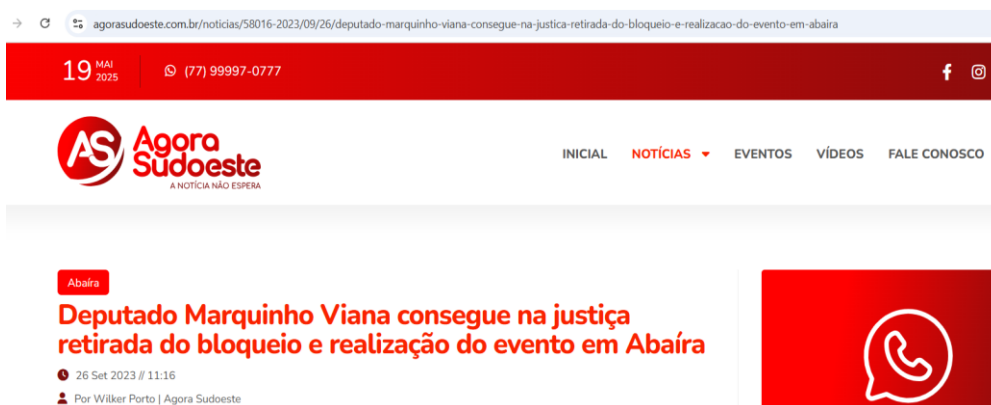 agorasudoeste.com.br/noticias/58016-2023/09/26/deputado-marquinho-viana-consegue-na-justica-retirada-do-bloqueio-e-realizacao-do-evento-em-abaira
19 MAI 2025
(77) 99997-0777
AS Agora Sudoeste
A NOTÍCIA NÃO ESPERA
INICIAL NOTÍCIAS EVENTOS VÍDEOS FALE CONOSCO
Abaíra
Deputado Marquinho Viana consegue na justiça
retirada do bloqueio e realização do evento em Abaíra
26 Set 2023 // 11:16
Por Wilker Porto | Agora Sudoeste